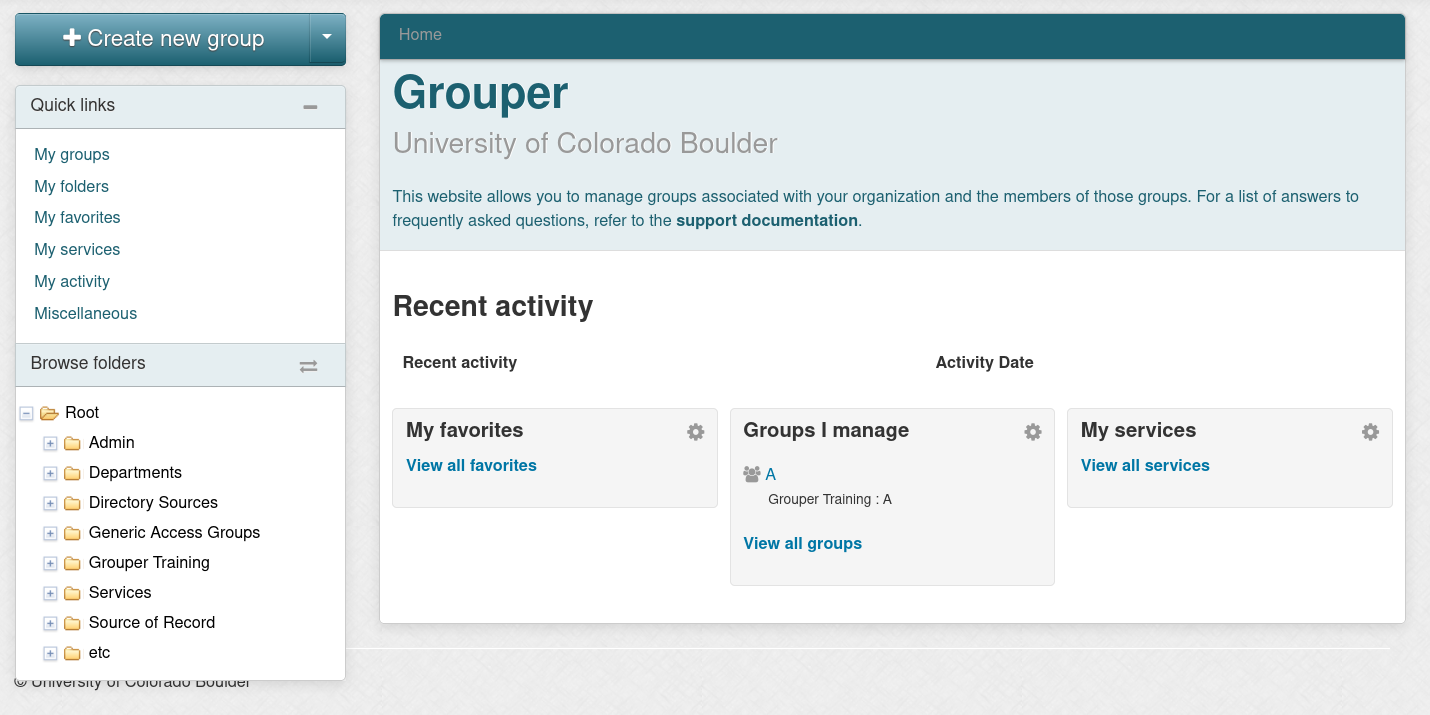 Create new group
Quick links
My groups
My folders
My favorites
My services
My activity
Miscellaneous
Browse folders
Root
Admin
Departments
Directory Sources
Generic Access Groups
Grouper Training
Services
Source of Record
etc
© University of Colorado Boulder
Home
Grouper
University of Colorado Boulder
This website allows you to manage groups associated with your organization and the members of those groups. For a list of answers to
frequently asked questions, refer to the support documentation.
Recent activity
Recent activity Activity Date
My favorites
View all favorites
Groups I manage
A
Grouper Training : A
View all groups
My services
View all services